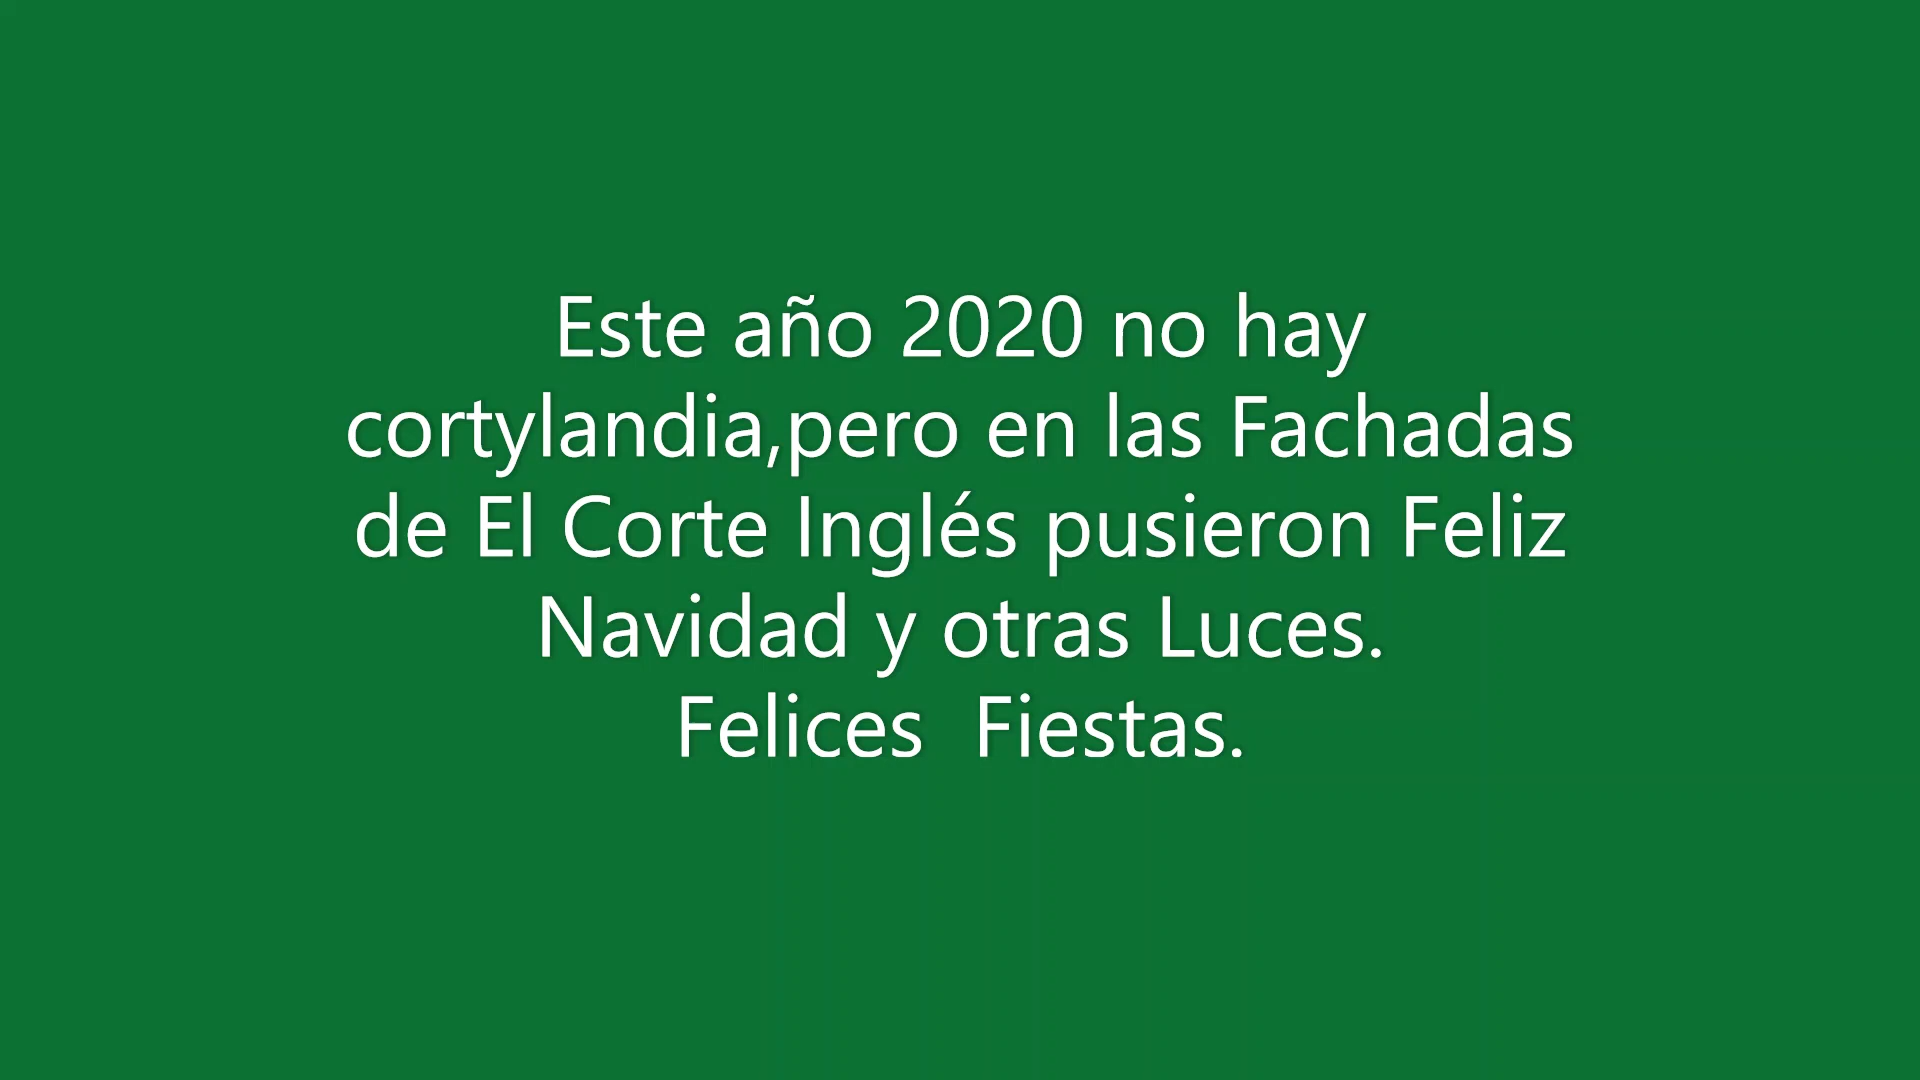 Este año 2020 no hay
cortylandia,pero en las Fachadas
de El Corte Inglés pusieron Feliz
Navidad y otras Luces.
Felices  Fiestas.